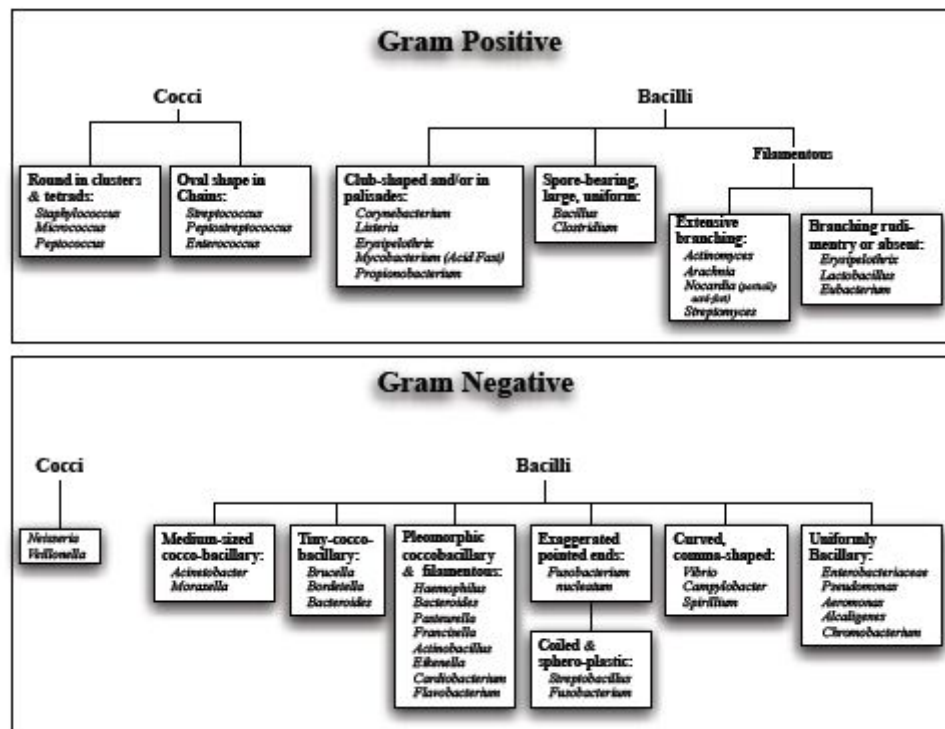 Gram Positive
Cocci
Bacilli
Filamentous
Round in clusters
& tetrads:
Staphylococcus
Micrococcus
Peptococcus
Oval shape in
Chains:
Streptococcus
Peptostreptococcus
Enterococcus
Club-shaped and/or in
palisades:
Corynebacterium
Listeria
Erysipelothrix
Mycobacterium (Acid Fast)
Propionobacterium
Spore-bearing,
large, uniform:
Bacillus
Clostridium
Extensive
branching:
Actinomyces
Arachnia
Nocardia (partially
acid-fast)
Streptomyces
Branching rudi-
mentry or absent:
Erysipelothrix
Lactobacillus
Eubacterium
Gram Negative
Cocci
Bacilli
Neisseria
Veillonella
Medium-sized
cocco-bacillary:
Acinetobacter
Moraxella
Tiny-cocco-
bacillary:
Brucella
Bordetella
Bacteroides
Pleomorphic
coccobacillary
& filamentous:
Haemophilus
Bacteroides
Pasteurella
Francisella
Actinobacillus
Eikenella
Cardiobacterium
Flavobacterium
Exaggerated
pointed ends:
Fusobacterium
nucleatum
Coiled &
sphero-plastic:
Streptobacillus
Fusobacterium
Curved,
comma-shaped:
Vibrio
Campylobacter
Spirillium
Uniformly
Bacillary:
Enterobacteriaceae
Pseudomonas
Aeromonas
Alcaligenes
Chromobacterium